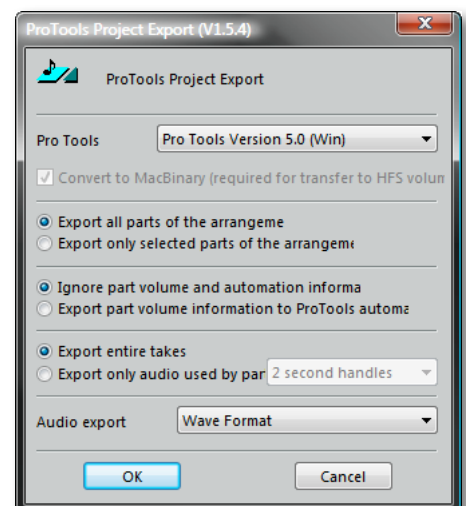 ProTools Project Export (V1.5.4)
ProTools Project Export
Pro Tools Pro Tools Version 5.0 (Win)
Convert to MacBinary (required for transfer to HFS volum
Export all parts of the arrangeme
Export only selected parts of the arrangeme
Ignore part volume and automation informa
Export part volume information to ProTools automa
Export entire takes
Export only audio used by par 2 second handles
Audio export Wave Format
OK Cancel